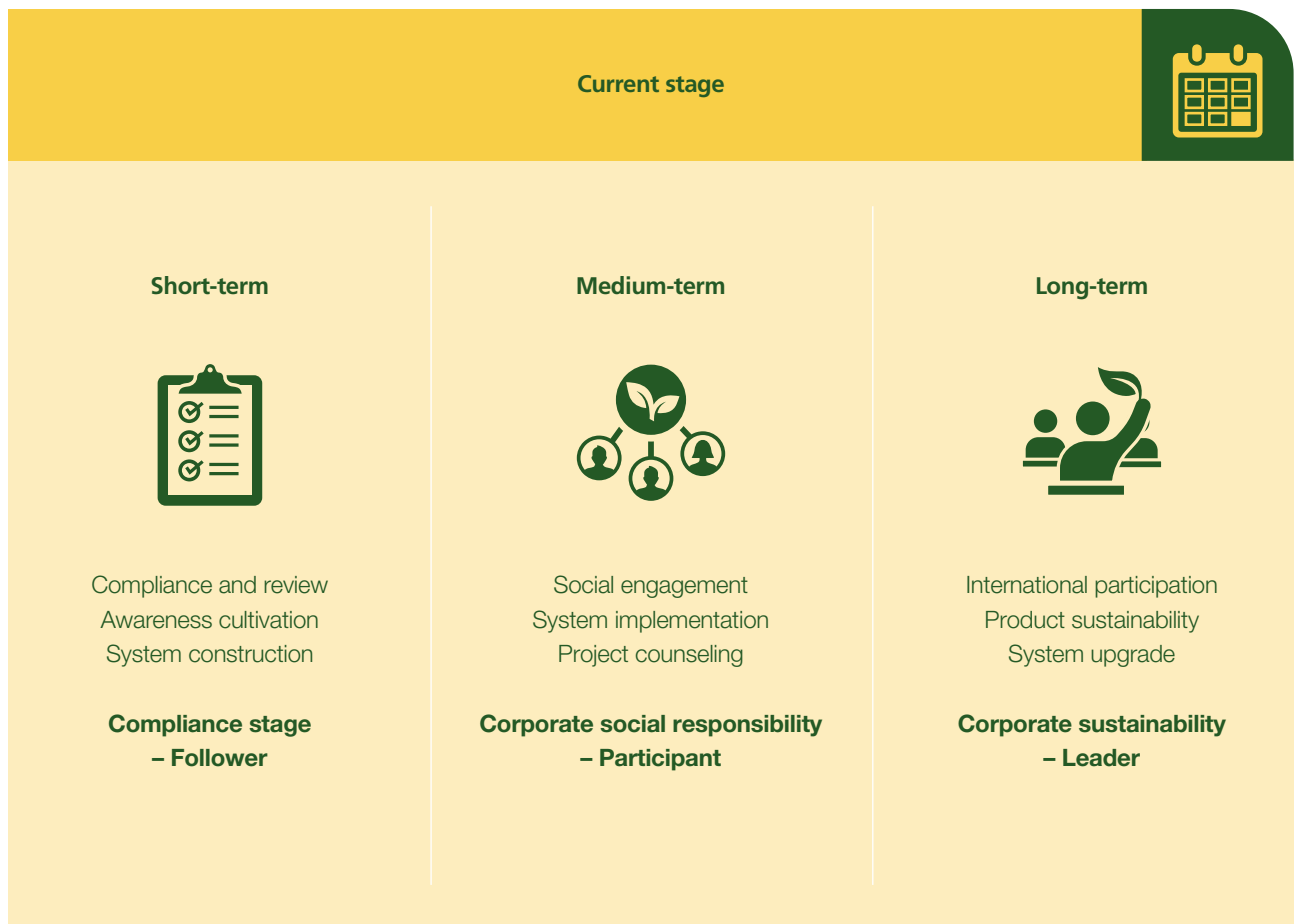 Current stage
Short-term
Compliance and review
Awareness cultivation
System construction
Compliance stage
– Follower
Medium-term
Social engagement
System implementation
Project counseling
Corporate social responsibility
– Participant
Long-term
International participation
Product sustainability
System upgrade
Corporate sustainability
– Leader